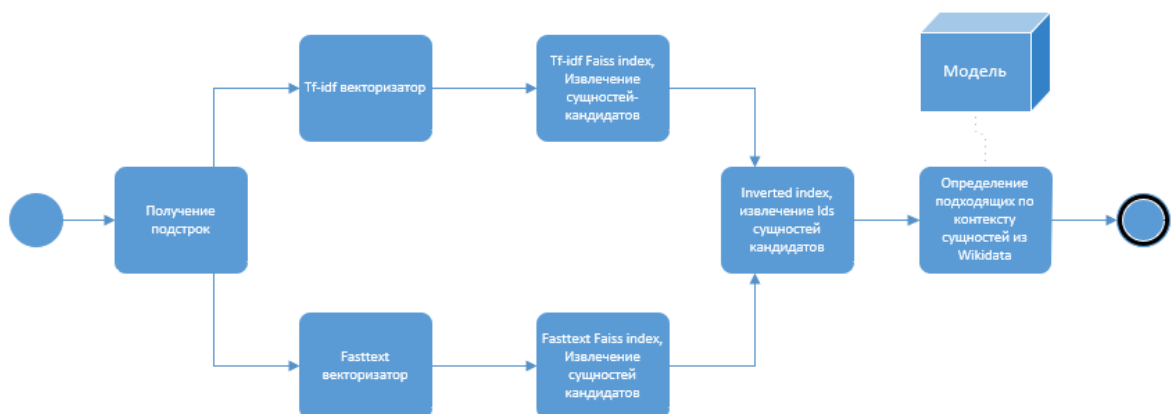 Tf-idf векторизатор
Tf-idf Faiss index,
Извлечение
сущностей-
кандидатов
Модель
Получение
подстрок
Inverted index,
извлечение Ids
сущностей
кандидатов
Определение
подходящих по
контексту
сущностей из
Wikidata
Fasttext
векторизатор
Fasttext Faiss index,
Извлечение
сущностей
кандидатов